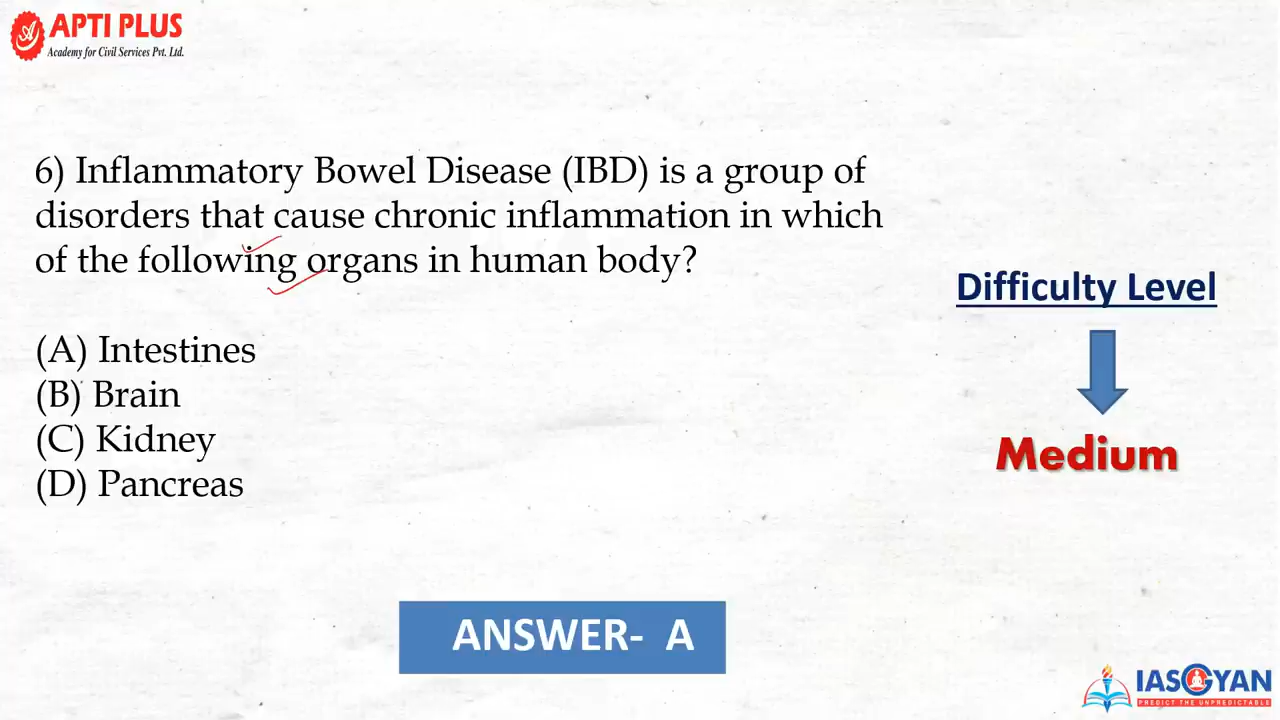 APTI PLUS
Academy for Civil Services Pvt. Ltd.
6) Inflammatory Bowel Disease (IBD) is a group of
disorders that cause chronic inflammation in which
of the following organs in human body?
(A) Intestines
(B) Brain
(C) Kidney
(D) Pancreas
Difficulty Level
Medium
ANSWER- A
IASGYAN
PREDICT THE UNPREDICTABLE